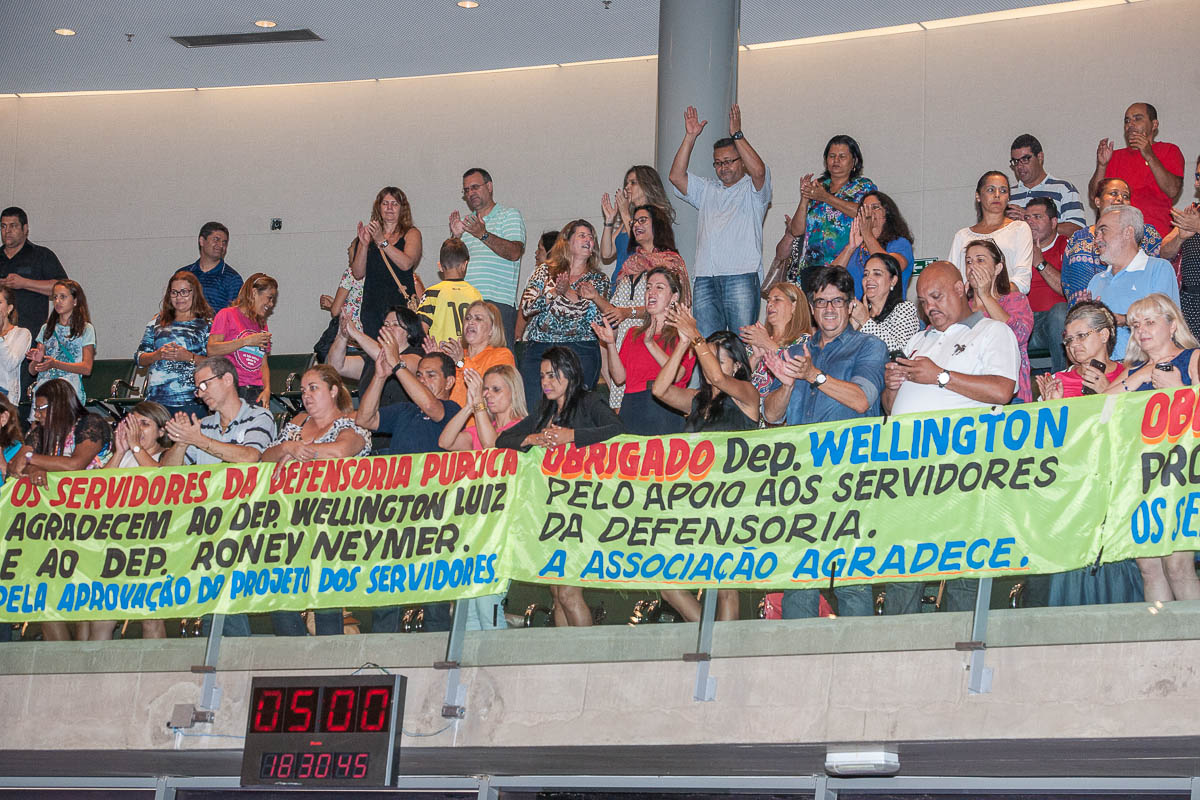 OS SERVIDORES DA DEFENSORIA PUBLICA
AGRADECEM AO DEP. WELLINGTON LUIZ
E AO DEP. RONEY NEYMER.
PELA APROVAÇÃO DO PROJETO DOS SERVIDORES.
OBRIGADO DEP. WELLINGTON
PELO APOIO AOS SERVIDORES
DA DEFENSORIA.
A ASSOCIAÇÃO AGRADECE.
OS
05:00
18 30 45